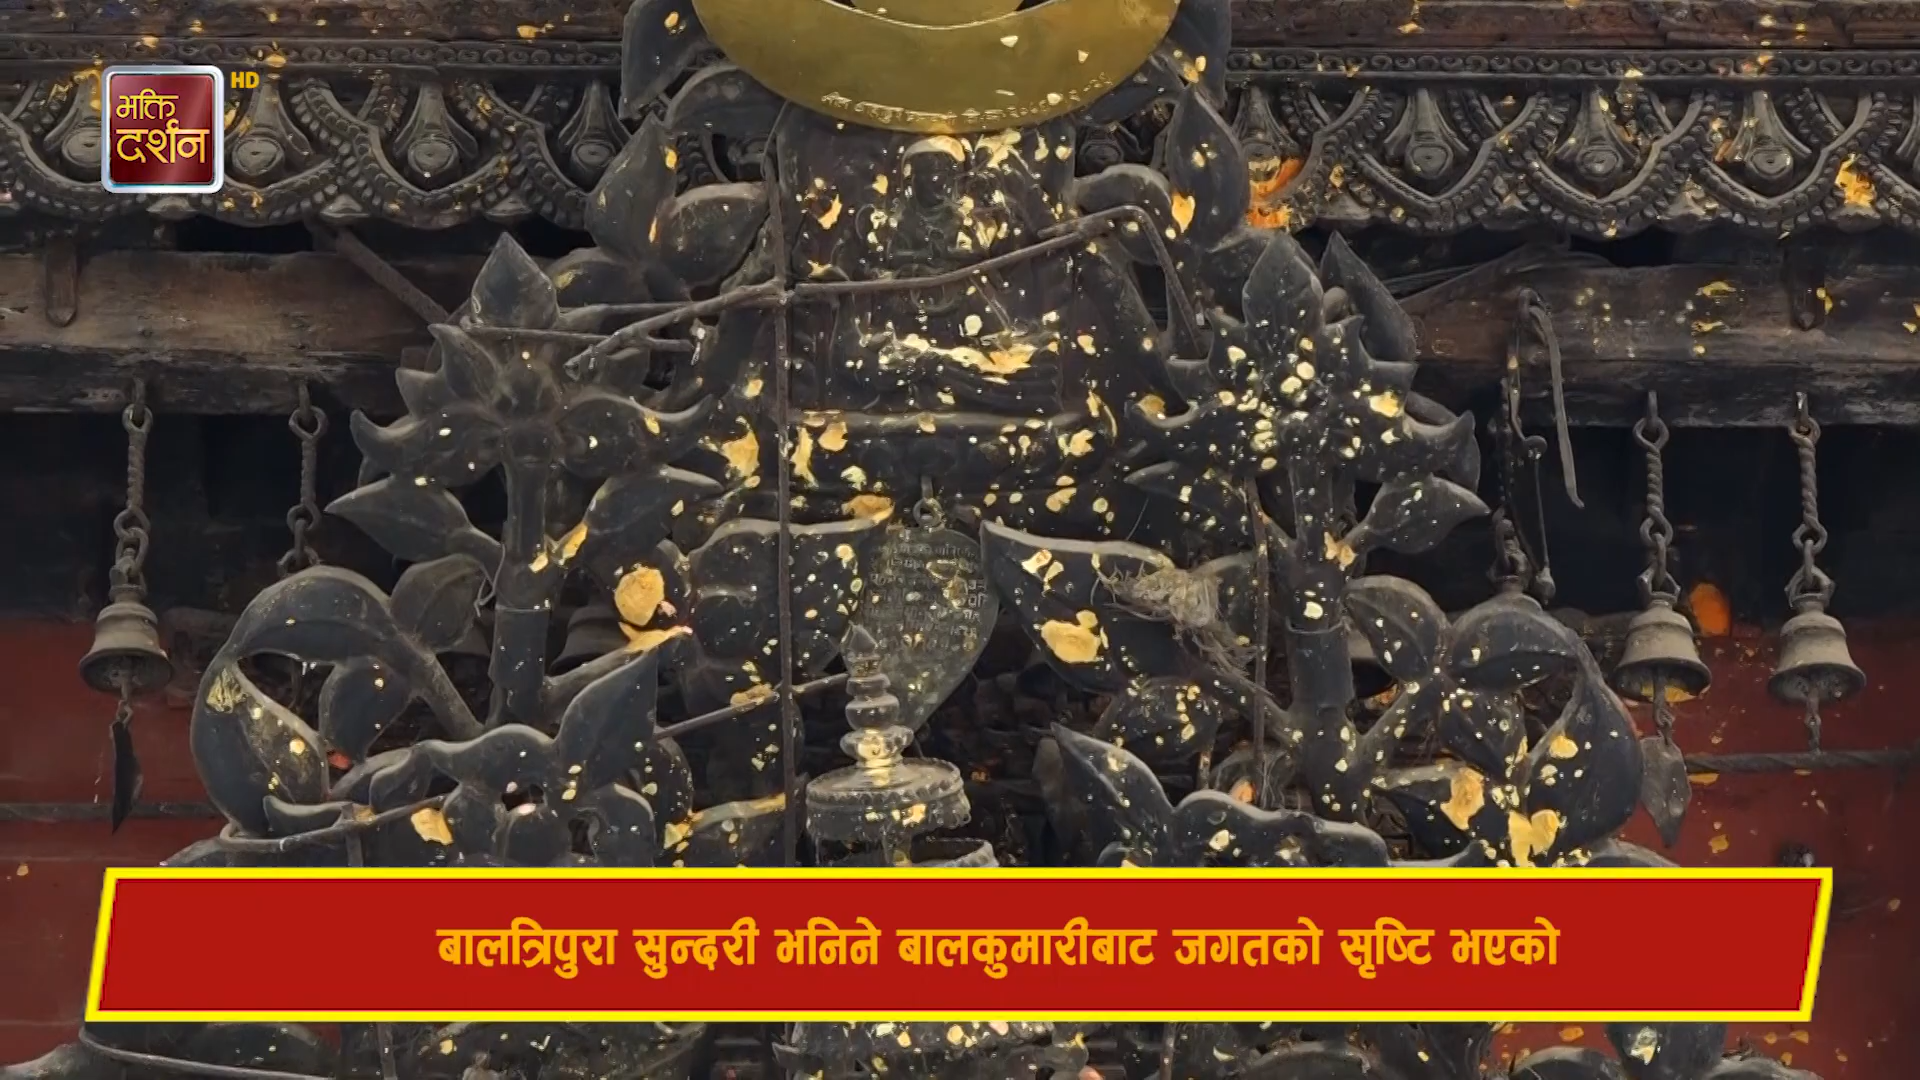 भक्ति
दर्शन
HD
बालत्रिपुरा सुन्दरी भनिने बालकुमारीबाट जगतको सृष्टि भएको